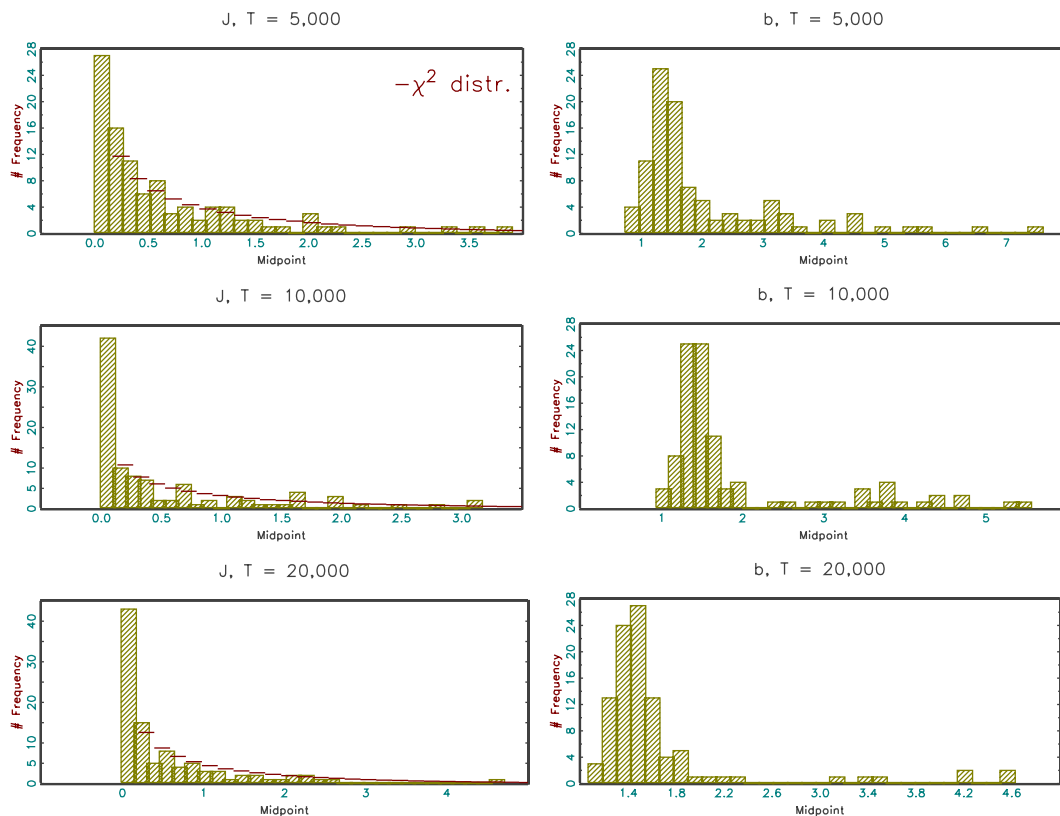 J, T = 5,000
# Frequency
0 4 8 12 16 20 24 28
−χ² distr.
0.0 0.5 1.0 1.5 2.0 2.5 3.0 3.5
Midpoint
b, T = 5,000
# Frequency
0 4 8 12 16 20 24 28
1 2 3 4 5 6 7
Midpoint
J, T = 10,000
# Frequency
0 5 10 20 30 40
0.0 0.5 1.0 1.5 2.0 2.5 3.0
Midpoint
b, T = 10,000
# Frequency
0 4 8 12 16 20 24 28
1 2 3 4 5
Midpoint
J, T = 20,000
# Frequency
0 5 10 20 30 40
0 1 2 3 4
Midpoint
b, T = 20,000
# Frequency
0 4 8 12 16 20 24 28
1.4 1.8 2.2 2.6 3.0 3.4 3.8 4.2 4.6
Midpoint